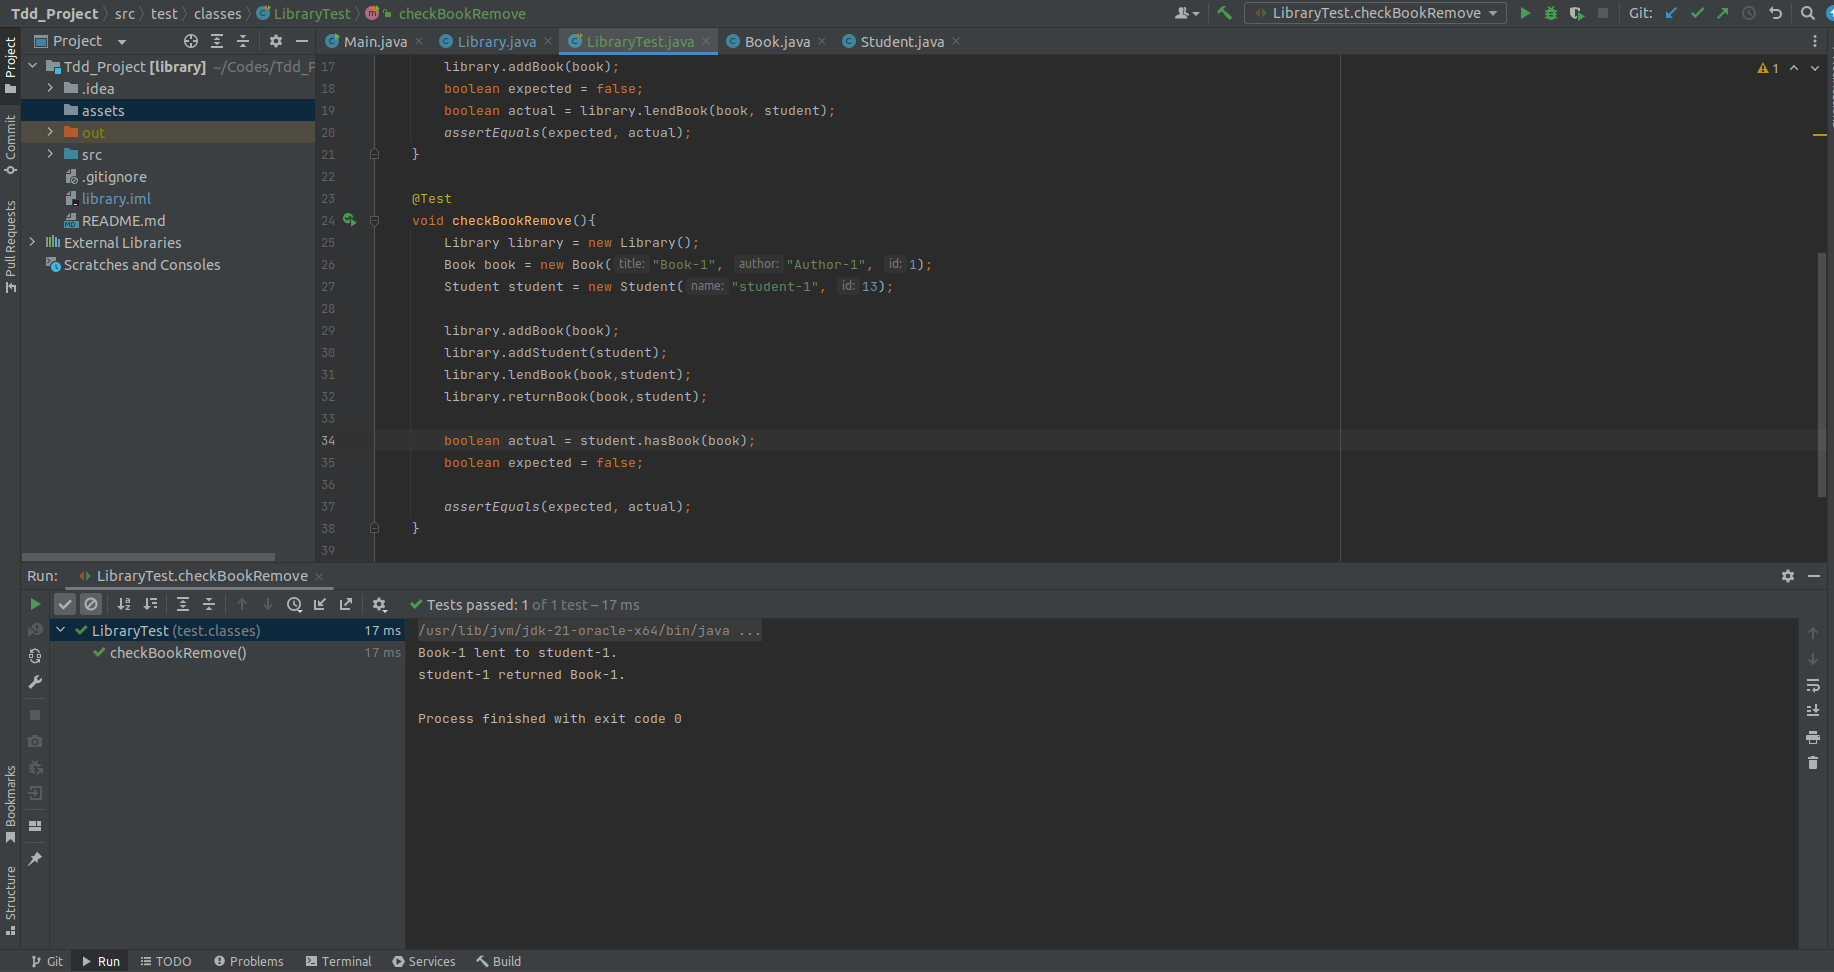 Tdd_Project src test classes LibraryTest checkBookRemove
LibraryTest.checkBookRemove
Git:
Project
Main.java
Library.java
LibraryTest.java
Book.java
Student.java
Project
Commit
Pull Requests
Bookmarks
Structure
Tdd_Project [library] ~/Codes/Tdd_P
.idea
assets
out
src
.gitignore
library.iml
README.md
External Libraries
Scratches and Consoles
1
17 library.addBook(book);
18 boolean expected = false;
19 boolean actual = library.lendBook(book, student);
20 assertEquals(expected, actual);
21 }
22
23 @Test
24 void checkBookRemove(){
25 Library library = new Library();
26 Book book = new Book( title: "Book-1", author: "Author-1", id: 1);
27 Student student = new Student( name: "student-1", id: 13);
28
29 library.addBook(book);
30 library.addStudent(student);
31 library.lendBook(book,student);
32 library.returnBook(book,student);
33
34 boolean actual = student.hasBook(book);
35 boolean expected = false;
36
37 assertEquals(expected, actual);
38 }
39
Run: LibraryTest.checkBookRemove
Tests passed: 1 of 1 test – 17 ms
LibraryTest (test.classes) 17 ms
checkBookRemove() 17 ms
/usr/lib/jvm/jdk-21-oracle-x64/bin/java ...
Book-1 lent to student-1.
student-1 returned Book-1.
Process finished with exit code 0
Git Run TODO Problems Terminal Services Build